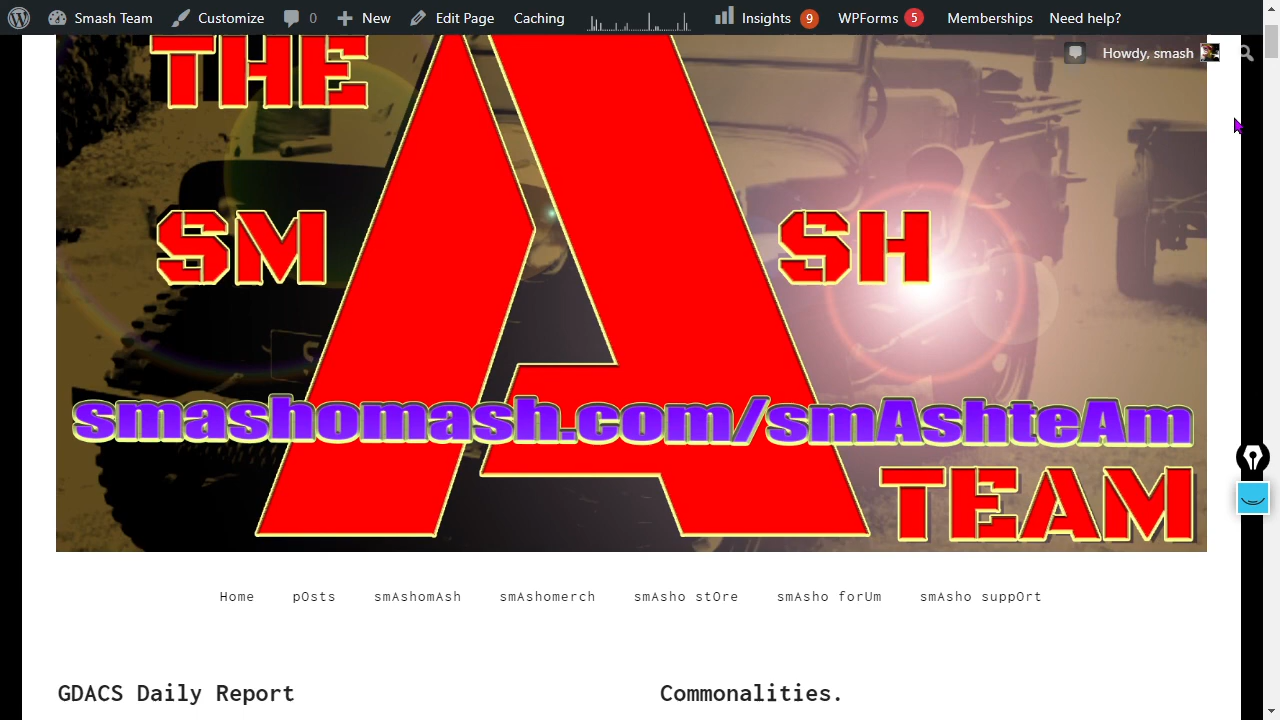 Smash Team Customize 0 New Edit Page Caching Insights 9 WPForms 5 Memberships Need help?
Howdy, smash
THE
SM A SH
smashomash.com/smAshteAm
TEAM
Home pOsts smAshomAsh smAshomerch smAsho stOre smAsho forUm smAsho suppOrt
GDACS Daily Report Commonalities.